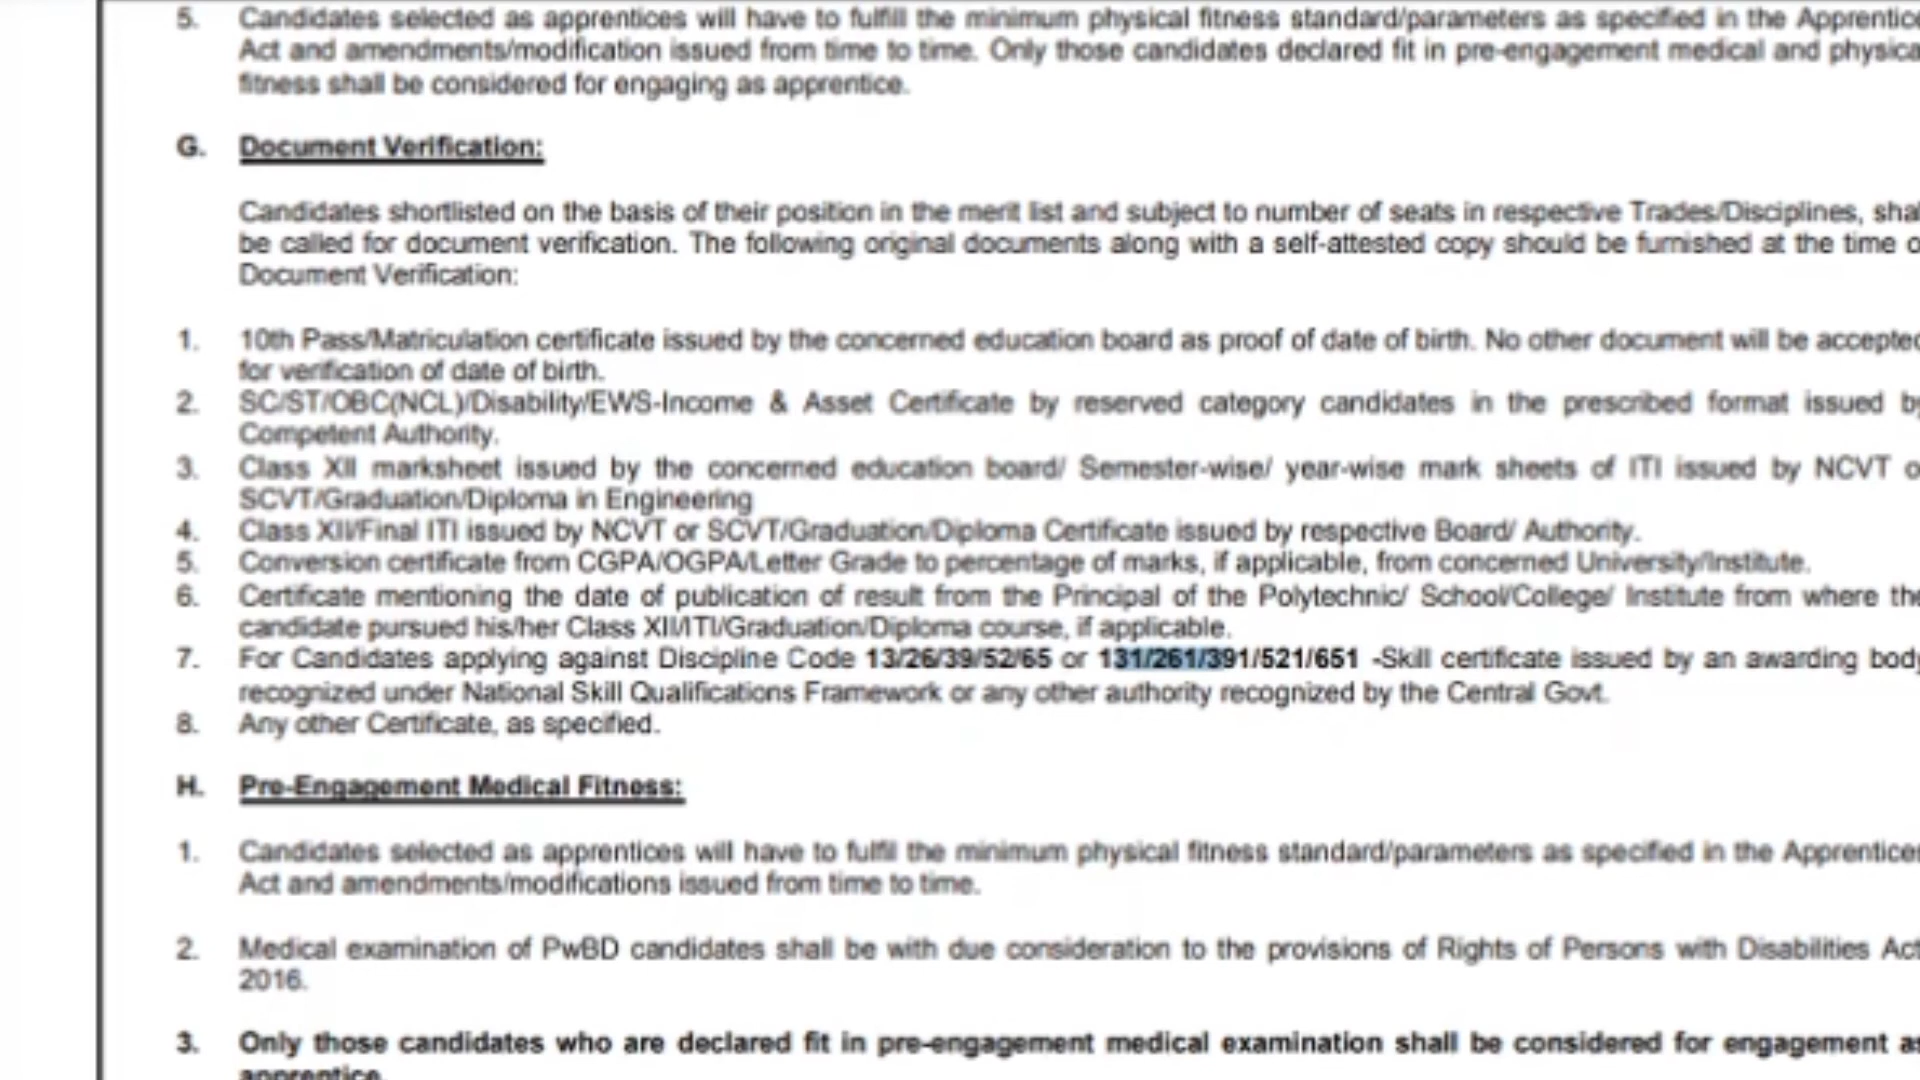 5. Candidates selected as apprentices will have to fulfill the minimum physical fitness standard/parameters as specified in the Apprentice
Act and amendments/modification issued from time to time. Only those candidates declared fit in pre-engagement medical and physica
fitness shall be considered for engaging as apprentice.
G. Document Verification:
Candidates shortlisted on the basis of their position in the merit list and subject to number of seats in respective Trades/Disciplines, shal
be called for document verification. The following original documents along with a self-attested copy should be furnished at the time o
Document Verification:
1. 10th Pass/Matriculation certificate issued by the concerned education board as proof of date of birth. No other document will be accepted
for verification of date of birth.
2. SC/ST/OBC(NCL)/Disability/EWS-Income & Asset Certificate by reserved category candidates in the prescribed format issued by
Competent Authority.
3. Class XII marksheet issued by the concerned education board/ Semester-wise/ year-wise mark sheets of ITI issued by NCVT o
SCVT/Graduation/Diploma in Engineering
4. Class XII/Final ITI issued by NCVT or SCVT/Graduation/Diploma Certificate issued by respective Board/ Authority.
5. Conversion certificate from CGPA/OGPA/Letter Grade to percentage of marks, if applicable, from concerned University/Institute.
6. Certificate mentioning the date of publication of result from the Principal of the Polytechnic/ School/College/ Institute from where the
candidate pursued his/her Class XII/ITI/Graduation/Diploma course, if applicable.
7. For Candidates applying against Discipline Code 13/26/39/52/65 or 131/261/391/521/651 -Skill certificate issued by an awarding body
recognized under National Skill Qualifications Framework or any other authority recognized by the Central Govt.
8. Any other Certificate, as specified.
H. Pre-Engagement Medical Fitness:
1. Candidates selected as apprentices will have to fulfil the minimum physical fitness standard/parameters as specified in the Apprentices
Act and amendments/modifications issued from time to time.
2. Medical examination of PwBD candidates shall be with due consideration to the provisions of Rights of Persons with Disabilities Act
2016.
3. Only those candidates who are declared fit in pre-engagement medical examination shall be considered for engagement as
apprentice.